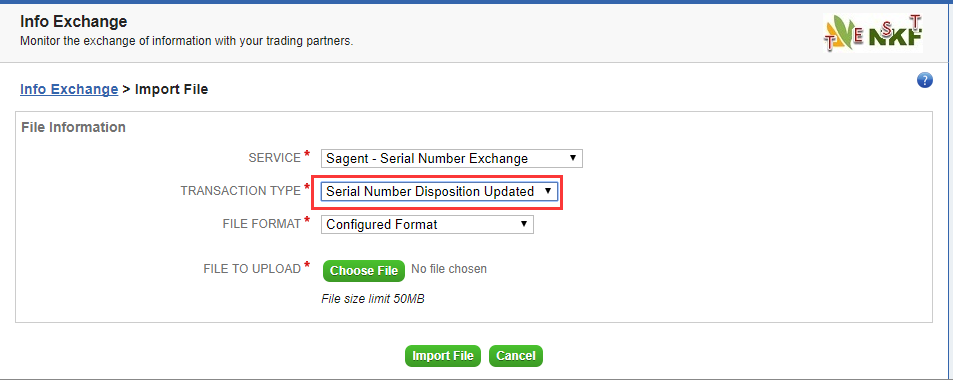 Info Exchange
Monitor the exchange of information with your trading partners.
T E S T
NKF
?
Info Exchange > Import File
File Information
SERVICE * Sagent - Serial Number Exchange
TRANSACTION TYPE * Serial Number Disposition Updated
FILE FORMAT * Configured Format
FILE TO UPLOAD * Choose File No file chosen
File size limit 50MB
Import File Cancel